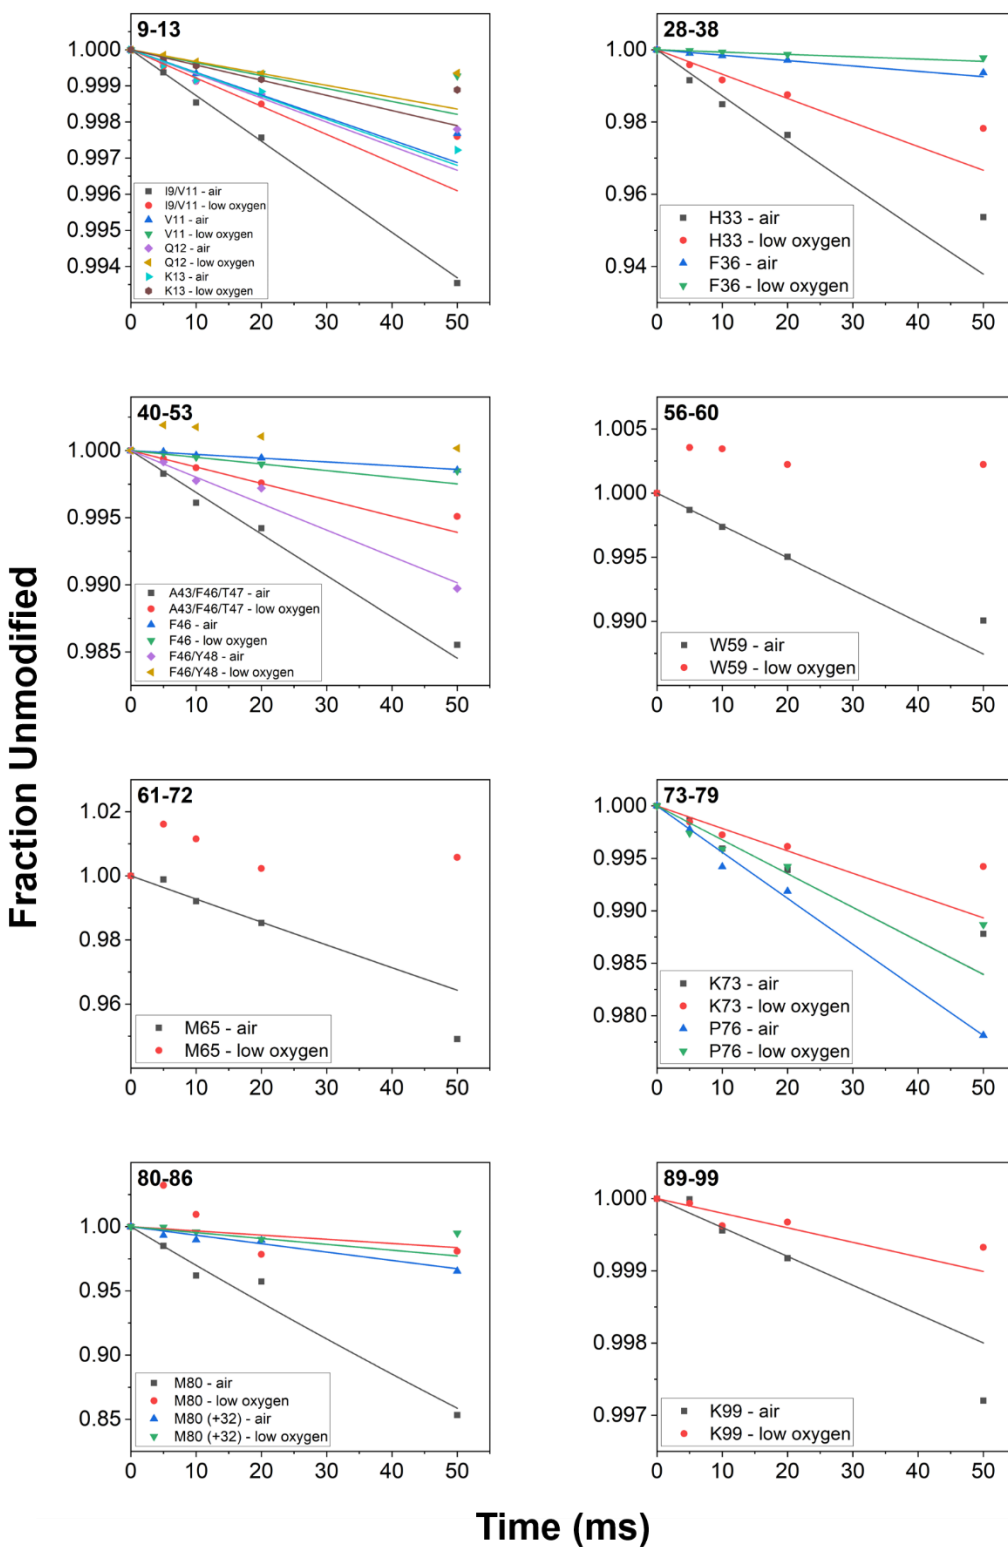 9-13
1.000
0.999
0.998
0.997
0.996
0.995
0.994
I9/V11 - air
I9/V11 - low oxygen
V11 - air
V11 - low oxygen
Q12 - air
Q12 - low oxygen
K13 - air
K13 - low oxygen
0 10 20 30 40 50
28-38
1.00
0.98
0.96
0.94
H33 - air
H33 - low oxygen
F36 - air
F36 - low oxygen
0 10 20 30 40 50
40-53
1.000
0.995
0.990
0.985
A43/F46/T47 - air
A43/F46/T47 - low oxygen
F46 - air
F46 - low oxygen
F46/Y48 - air
F46/Y48 - low oxygen
0 10 20 30 40 50
56-60
1.005
1.000
0.995
0.990
W59 - air
W59 - low oxygen
0 10 20 30 40 50
Fraction Unmodified
61-72
1.02
1.00
0.98
0.96
M65 - air
M65 - low oxygen
0 10 20 30 40 50
73-79
1.000
0.995
0.990
0.985
0.980
K73 - air
K73 - low oxygen
P76 - air
P76 - low oxygen
0 10 20 30 40 50
80-86
1.00
0.95
0.90
0.85
M80 - air
M80 - low oxygen
M80 (+32) - air
M80 (+32) - low oxygen
0 10 20 30 40 50
89-99
1.000
0.999
0.998
0.997
K99 - air
K99 - low oxygen
0 10 20 30 40 50
Time (ms)